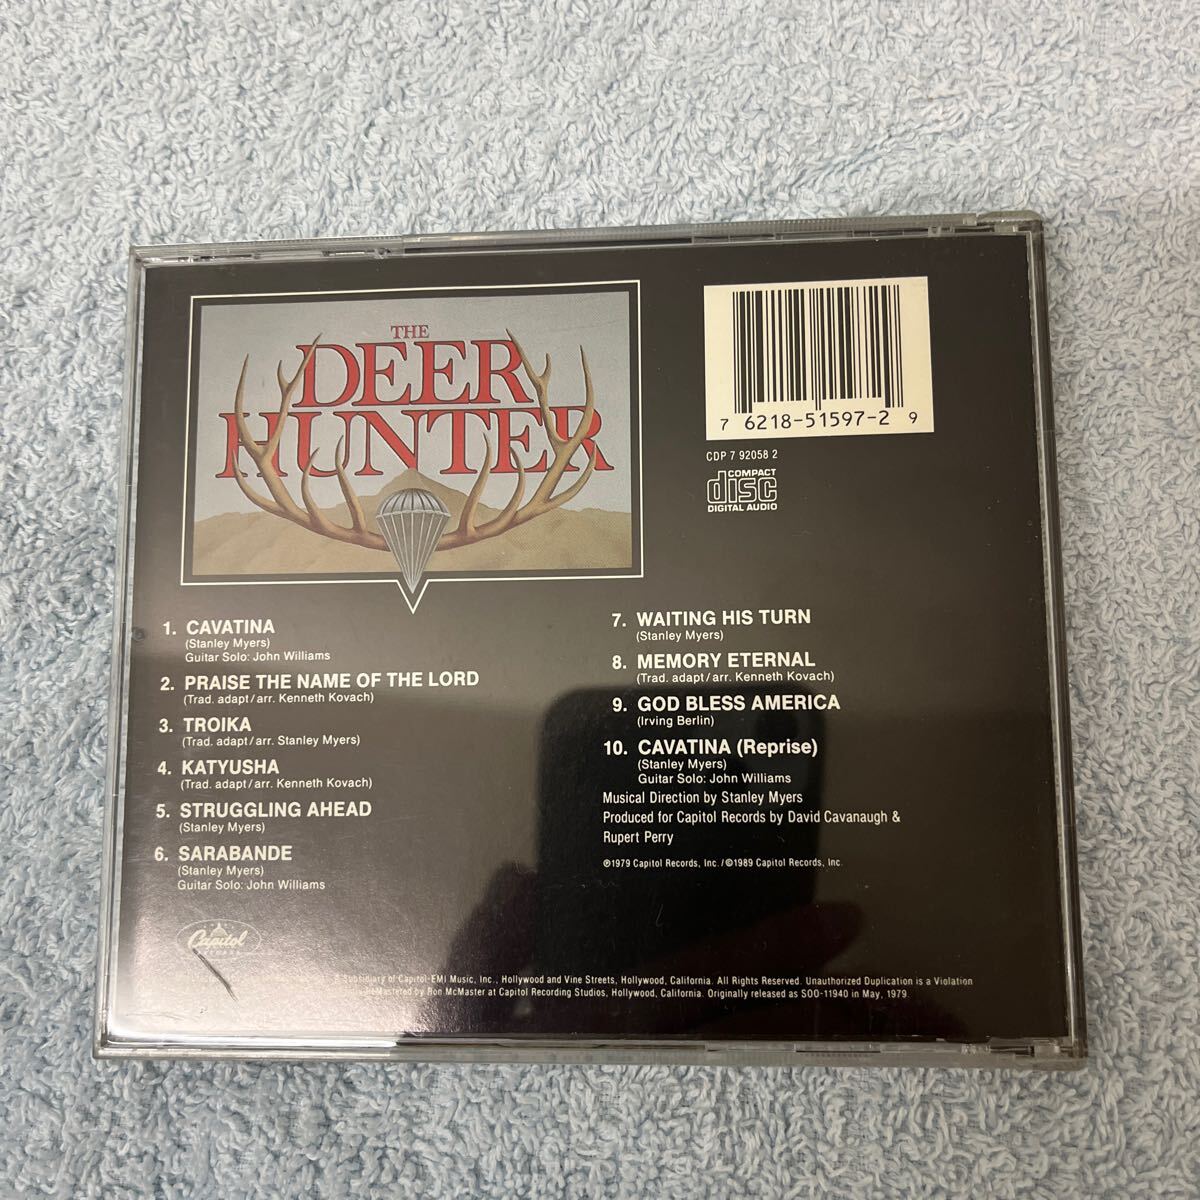 THE
DEER
HUNTER
7 6218-51597-2 9
CDP 7 92058 2
COMPACT
disc
DIGITAL AUDIO
1. CAVATINA
(Stanley Myers)
Guitar Solo: John Williams
2. PRAISE THE NAME OF THE LORD
(Trad. adapt/arr. Kenneth Kovach)
3. TROIKA
(Trad. adapt/arr. Stanley Myers)
4. KATYUSHA
(Trad. adapt/arr. Kenneth Kovach)
5. STRUGGLING AHEAD
(Stanley Myers)
6. SARABANDE
(Stanley Myers)
Guitar Solo: John Williams
7. WAITING HIS TURN
(Stanley Myers)
8. MEMORY ETERNAL
(Trad. adapt/arr. Kenneth Kovach)
9. GOD BLESS AMERICA
(Irving Berlin)
10. CAVATINA (Reprise)
(Stanley Myers)
Guitar Solo: John Williams
Musical Direction by Stanley Myers
Produced for Capitol Records by David Cavanaugh &
Rupert Perry
℗1979 Capitol Records, Inc./©1989 Capitol Records, Inc.
Capitol
Subsidiary of Capitol-EMI Music, Inc., Hollywood and Vine Streets, Hollywood, California. All Rights Reserved. Unauthorized Duplication is a Violation
Mastered by Ron McMaster at Capitol Recording Studios, Hollywood, California. Originally released as SOO-11940 in May, 1979.